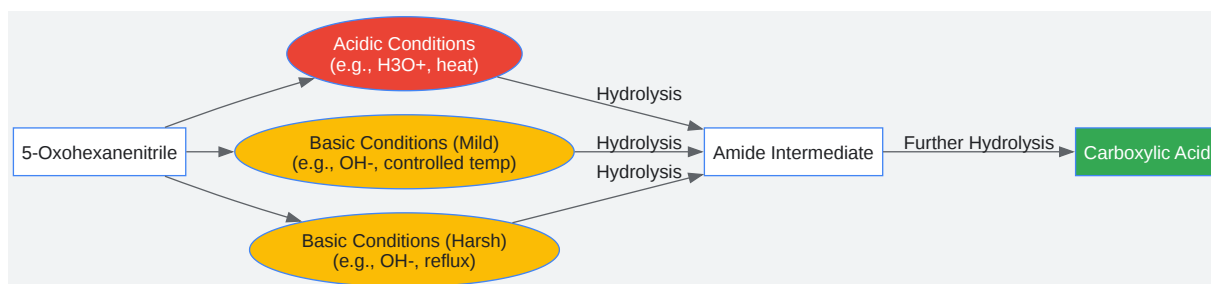 Acidic Conditions
(e.g., H3O+, heat)
Hydrolysis
5-Oxohexanenitrile
Basic Conditions (Mild)
(e.g., OH-, controlled temp)
Hydrolysis
Amide Intermediate
Further Hydrolysis
Carboxylic Acid
Hydrolysis
Basic Conditions (Harsh)
(e.g., OH-, reflux)